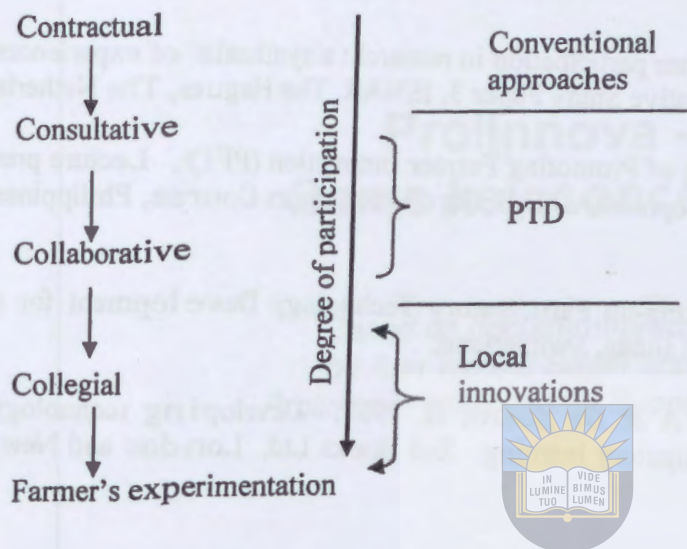 Contractual
Consultative
Collaborative
Collegial
Farmer's experimentation
Degree of participation
Conventional
approaches
PTD
Local
innovations
IN
LUMINE
TUO
VIDE
BIMUS
LUMEN